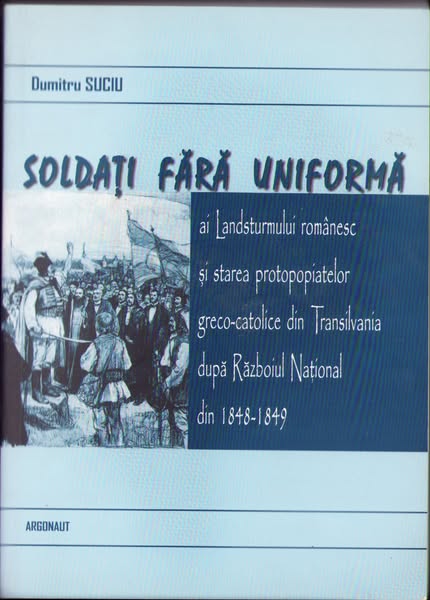 Dumitru SUCIU
SOLDAȚI FĂRĂ UNIFORMĂ
ai Landsturmului românesc
și starea protopopiatelor
greco-catolice din Transilvania
după Războiul Național
din 1848-1849
ARGONAUT